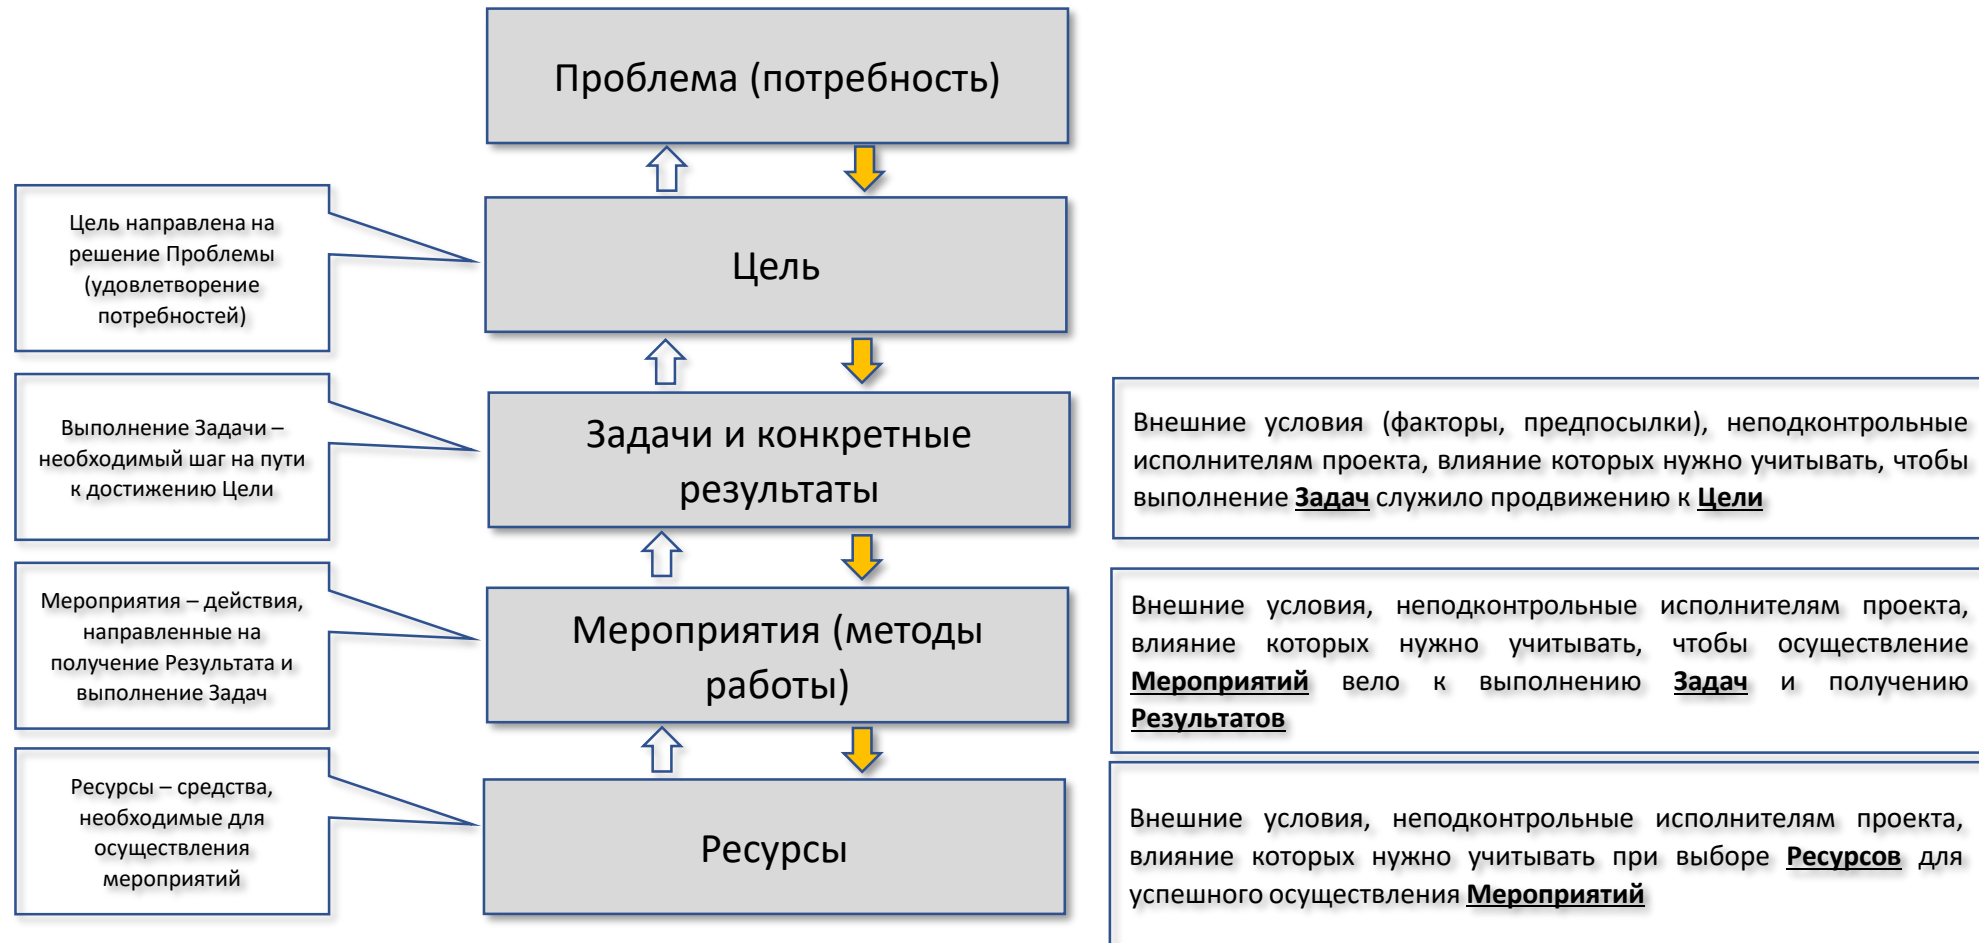 Проблема (потребность)
Цель направлена на
решение Проблемы
(удовлетворение
потребностей)
Цель
Выполнение Задачи –
необходимый шаг на пути
к достижению Цели
Задачи и конкретные
результаты
Внешние условия (факторы, предпосылки), неподконтрольные
исполнителям проекта, влияние которых нужно учитывать, чтобы
выполнение Задач служило продвижению к Цели
Мероприятия – действия,
направленные на
получение Результата и
выполнение Задач
Мероприятия (методы
работы)
Внешние условия, неподконтрольные исполнителям проекта,
влияние которых нужно учитывать, чтобы осуществление
Мероприятий вело к выполнению Задач и получению
Результатов
Ресурсы – средства,
необходимые для
осуществления
мероприятий
Ресурсы
Внешние условия, неподконтрольные исполнителям проекта,
влияние которых нужно учитывать при выборе Ресурсов для
успешного осуществления Мероприятий